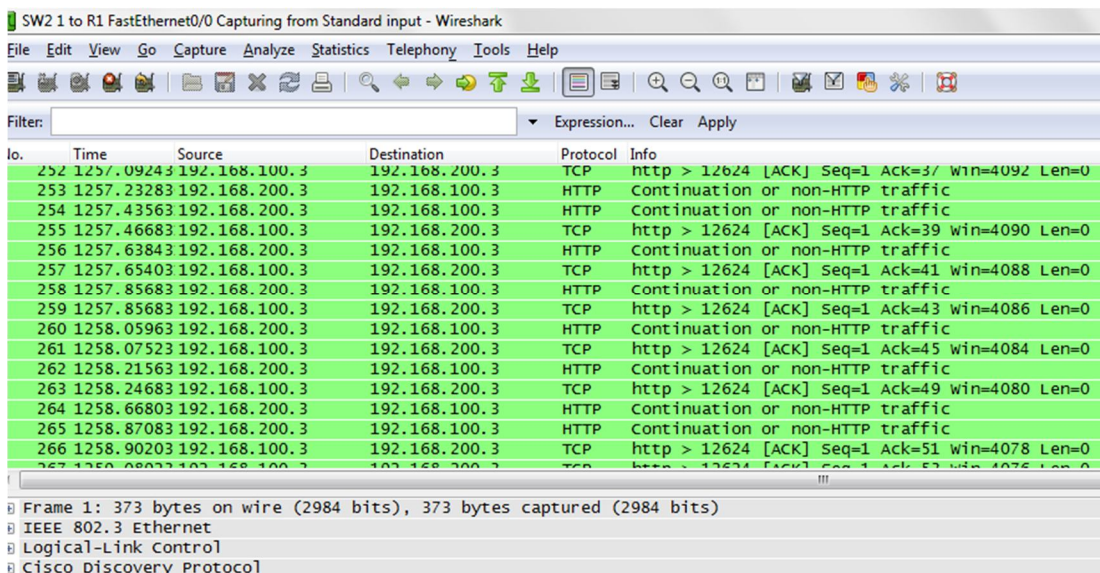 SW2 1 to R1 FastEthernet0/0 Capturing from Standard input - Wireshark
File Edit View Go Capture Analyze Statistics Telephony Tools Help
Filter: Expression... Clear Apply
No. Time Source Destination Protocol Info
252 1257.09243 192.168.100.3 192.168.200.3 TCP http > 12624 [ACK] Seq=1 Ack=37 Win=4092 Len=0
253 1257.23283 192.168.200.3 192.168.100.3 HTTP Continuation or non-HTTP traffic
254 1257.43563 192.168.200.3 192.168.100.3 HTTP Continuation or non-HTTP traffic
255 1257.46683 192.168.100.3 192.168.200.3 TCP http > 12624 [ACK] Seq=1 Ack=39 Win=4090 Len=0
256 1257.63843 192.168.200.3 192.168.100.3 HTTP Continuation or non-HTTP traffic
257 1257.65403 192.168.100.3 192.168.200.3 TCP http > 12624 [ACK] Seq=1 Ack=41 Win=4088 Len=0
258 1257.85683 192.168.200.3 192.168.100.3 HTTP Continuation or non-HTTP traffic
259 1257.85683 192.168.100.3 192.168.200.3 TCP http > 12624 [ACK] Seq=1 Ack=43 Win=4086 Len=0
260 1258.05963 192.168.200.3 192.168.100.3 HTTP Continuation or non-HTTP traffic
261 1258.07523 192.168.100.3 192.168.200.3 TCP http > 12624 [ACK] Seq=1 Ack=45 Win=4084 Len=0
262 1258.21563 192.168.200.3 192.168.100.3 HTTP Continuation or non-HTTP traffic
263 1258.24683 192.168.100.3 192.168.200.3 TCP http > 12624 [ACK] Seq=1 Ack=49 Win=4080 Len=0
264 1258.66803 192.168.200.3 192.168.100.3 HTTP Continuation or non-HTTP traffic
265 1258.87083 192.168.200.3 192.168.100.3 HTTP Continuation or non-HTTP traffic
266 1258.90203 192.168.100.3 192.168.200.3 TCP http > 12624 [ACK] Seq=1 Ack=51 Win=4078 Len=0
Frame 1: 373 bytes on wire (2984 bits), 373 bytes captured (2984 bits)
IEEE 802.3 Ethernet
Logical-Link Control
Cisco Discovery Protocol